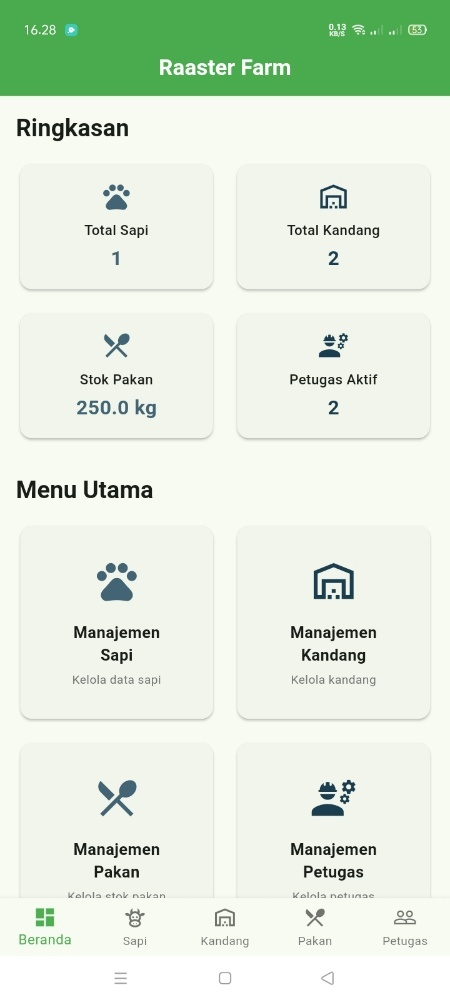 16.28
0.13
KB/S
53
Raaster Farm
Ringkasan
Total Sapi
1
Total Kandang
2
Stok Pakan
250.0 kg
Petugas Aktif
2
Menu Utama
Manajemen
Sapi
Kelola data sapi
Manajemen
Kandang
Kelola kandang
Manajemen
Pakan
Kelola stok pakan
Manajemen
Petugas
Kelola petugas
Beranda
Sapi
Kandang
Pakan
Petugas